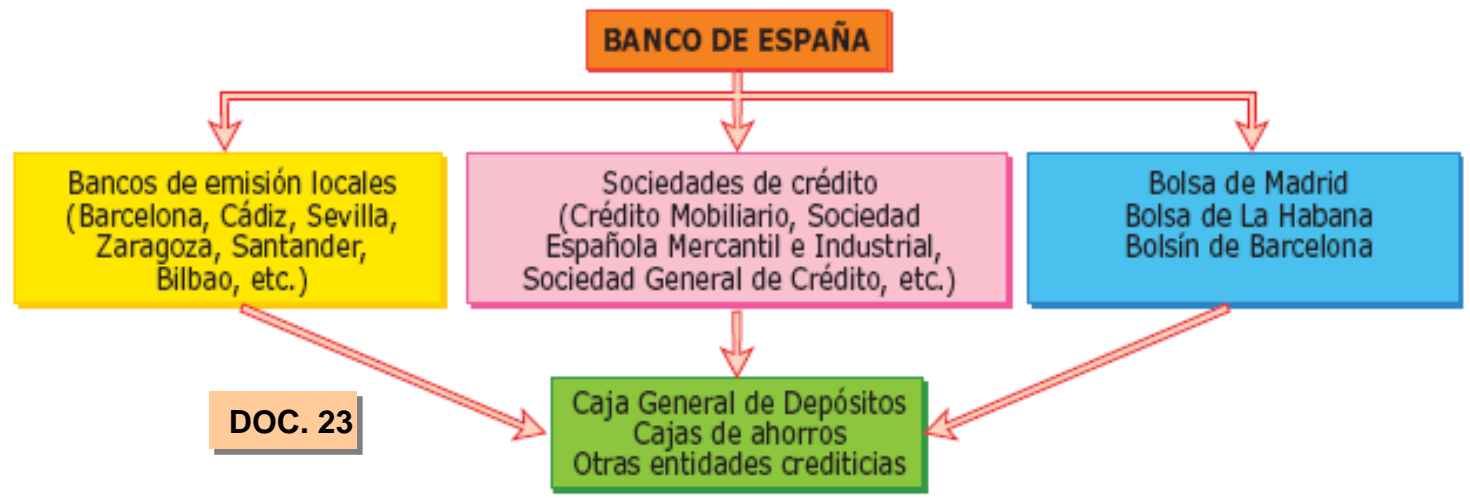 BANCO DE ESPAÑA
Bancos de emisión locales
(Barcelona, Cádiz, Sevilla,
Zaragoza, Santander,
Bilbao, etc.)
Sociedades de crédito
(Crédito Mobiliario, Sociedad
Española Mercantil e Industrial,
Sociedad General de Crédito, etc.)
Bolsa de Madrid
Bolsa de La Habana
Bolsín de Barcelona
DOC. 23
Caja General de Depósitos
Cajas de ahorros
Otras entidades crediticias